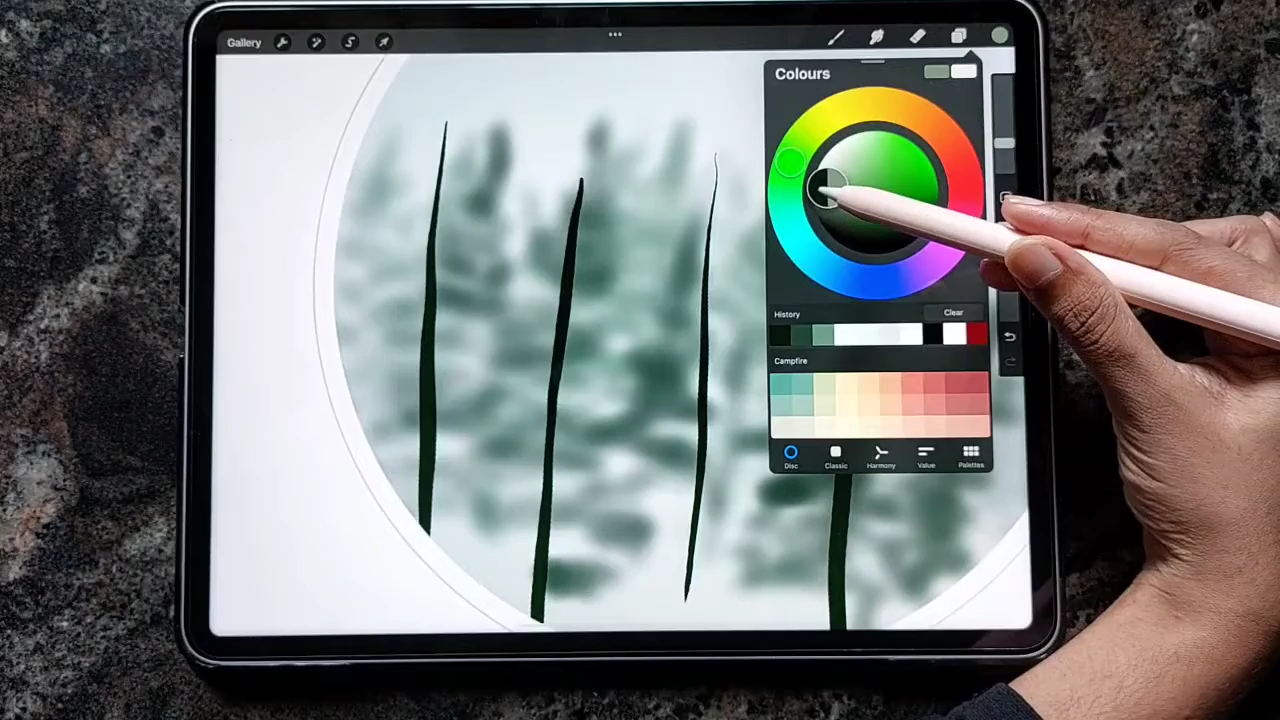 Gallery
Colours
History
Clear
Campfire
Disc
Classic
Harmony
Value
Palettes